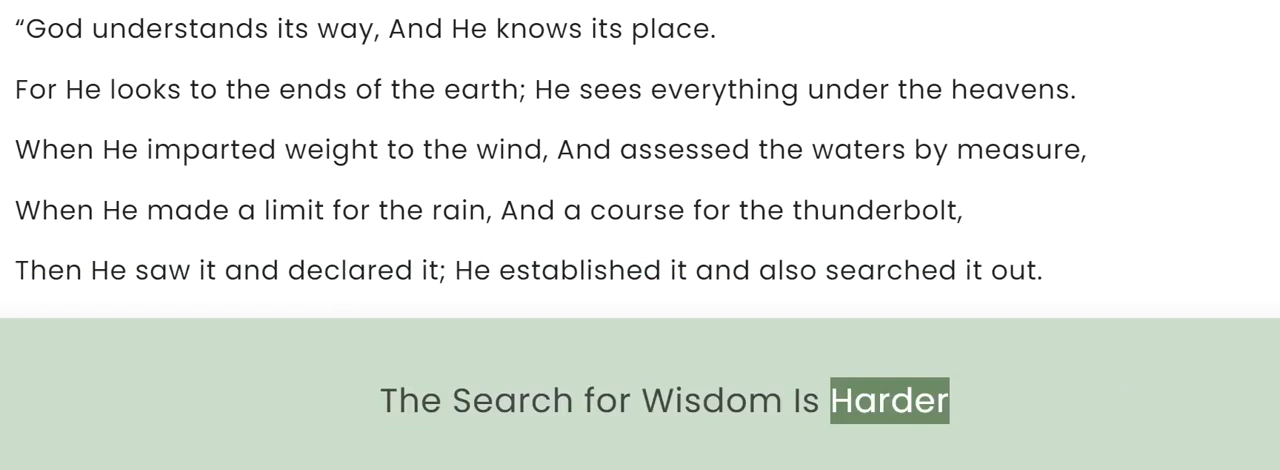 “God understands its way, And He knows its place.
For He looks to the ends of the earth; He sees everything under the heavens.
When He imparted weight to the wind, And assessed the waters by measure,
When He made a limit for the rain, And a course for the thunderbolt,
Then He saw it and declared it; He established it and also searched it out.
The Search for Wisdom Is Harder